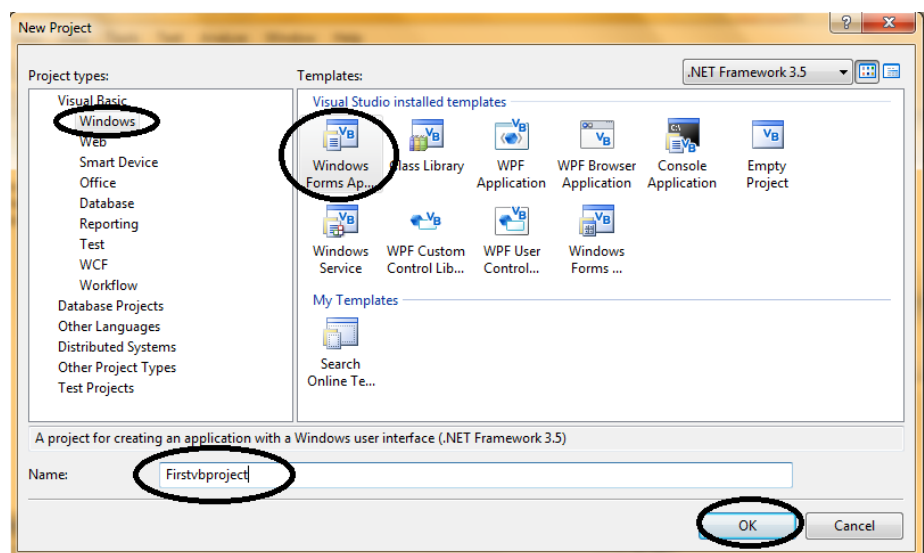 New Project
Project types:
Templates:
.NET Framework 3.5
Visual Basic
Windows
Web
Smart Device
Office
Database
Reporting
Test
WCF
Workflow
Database Projects
Other Languages
Distributed Systems
Other Project Types
Test Projects
Visual Studio installed templates
Windows Forms Ap...
Class Library
WPF Application
WPF Browser Application
Console Application
Empty Project
Windows Service
WPF Custom Control Lib...
WPF User Control...
Windows Forms ...
My Templates
Search Online Te...
A project for creating an application with a Windows user interface (.NET Framework 3.5)
Name:
Firstvbproject
OK
Cancel